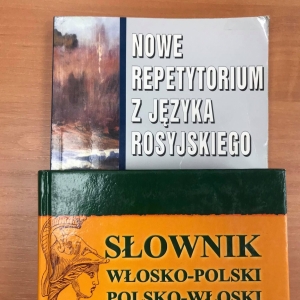 NOWE
REPETYTORIUM
Z JĘZYKA
ROSYJSKIEGO
SŁOWNIK
WŁOSKO-POLSKI
POLSKO-WŁOSKI